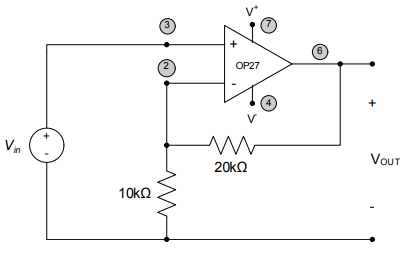 V+
3
7
+
6
2
OP27
-
4
V-
+
+
Vin
-
20kΩ
VOUT
10kΩ
-